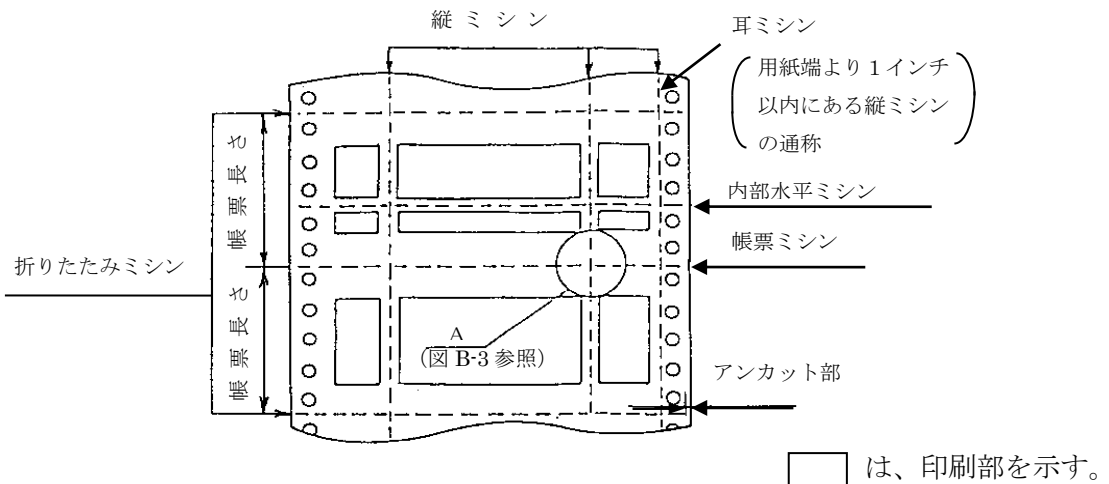 縦ミシン
耳ミシン
用紙端より1インチ
以内にある縦ミシン
の通称
帳票長さ
内部水平ミシン
帳票ミシン
折りたたみミシン
帳票長さ
A
(図 B-3 参照)
アンカット部
は、印刷部を示す。